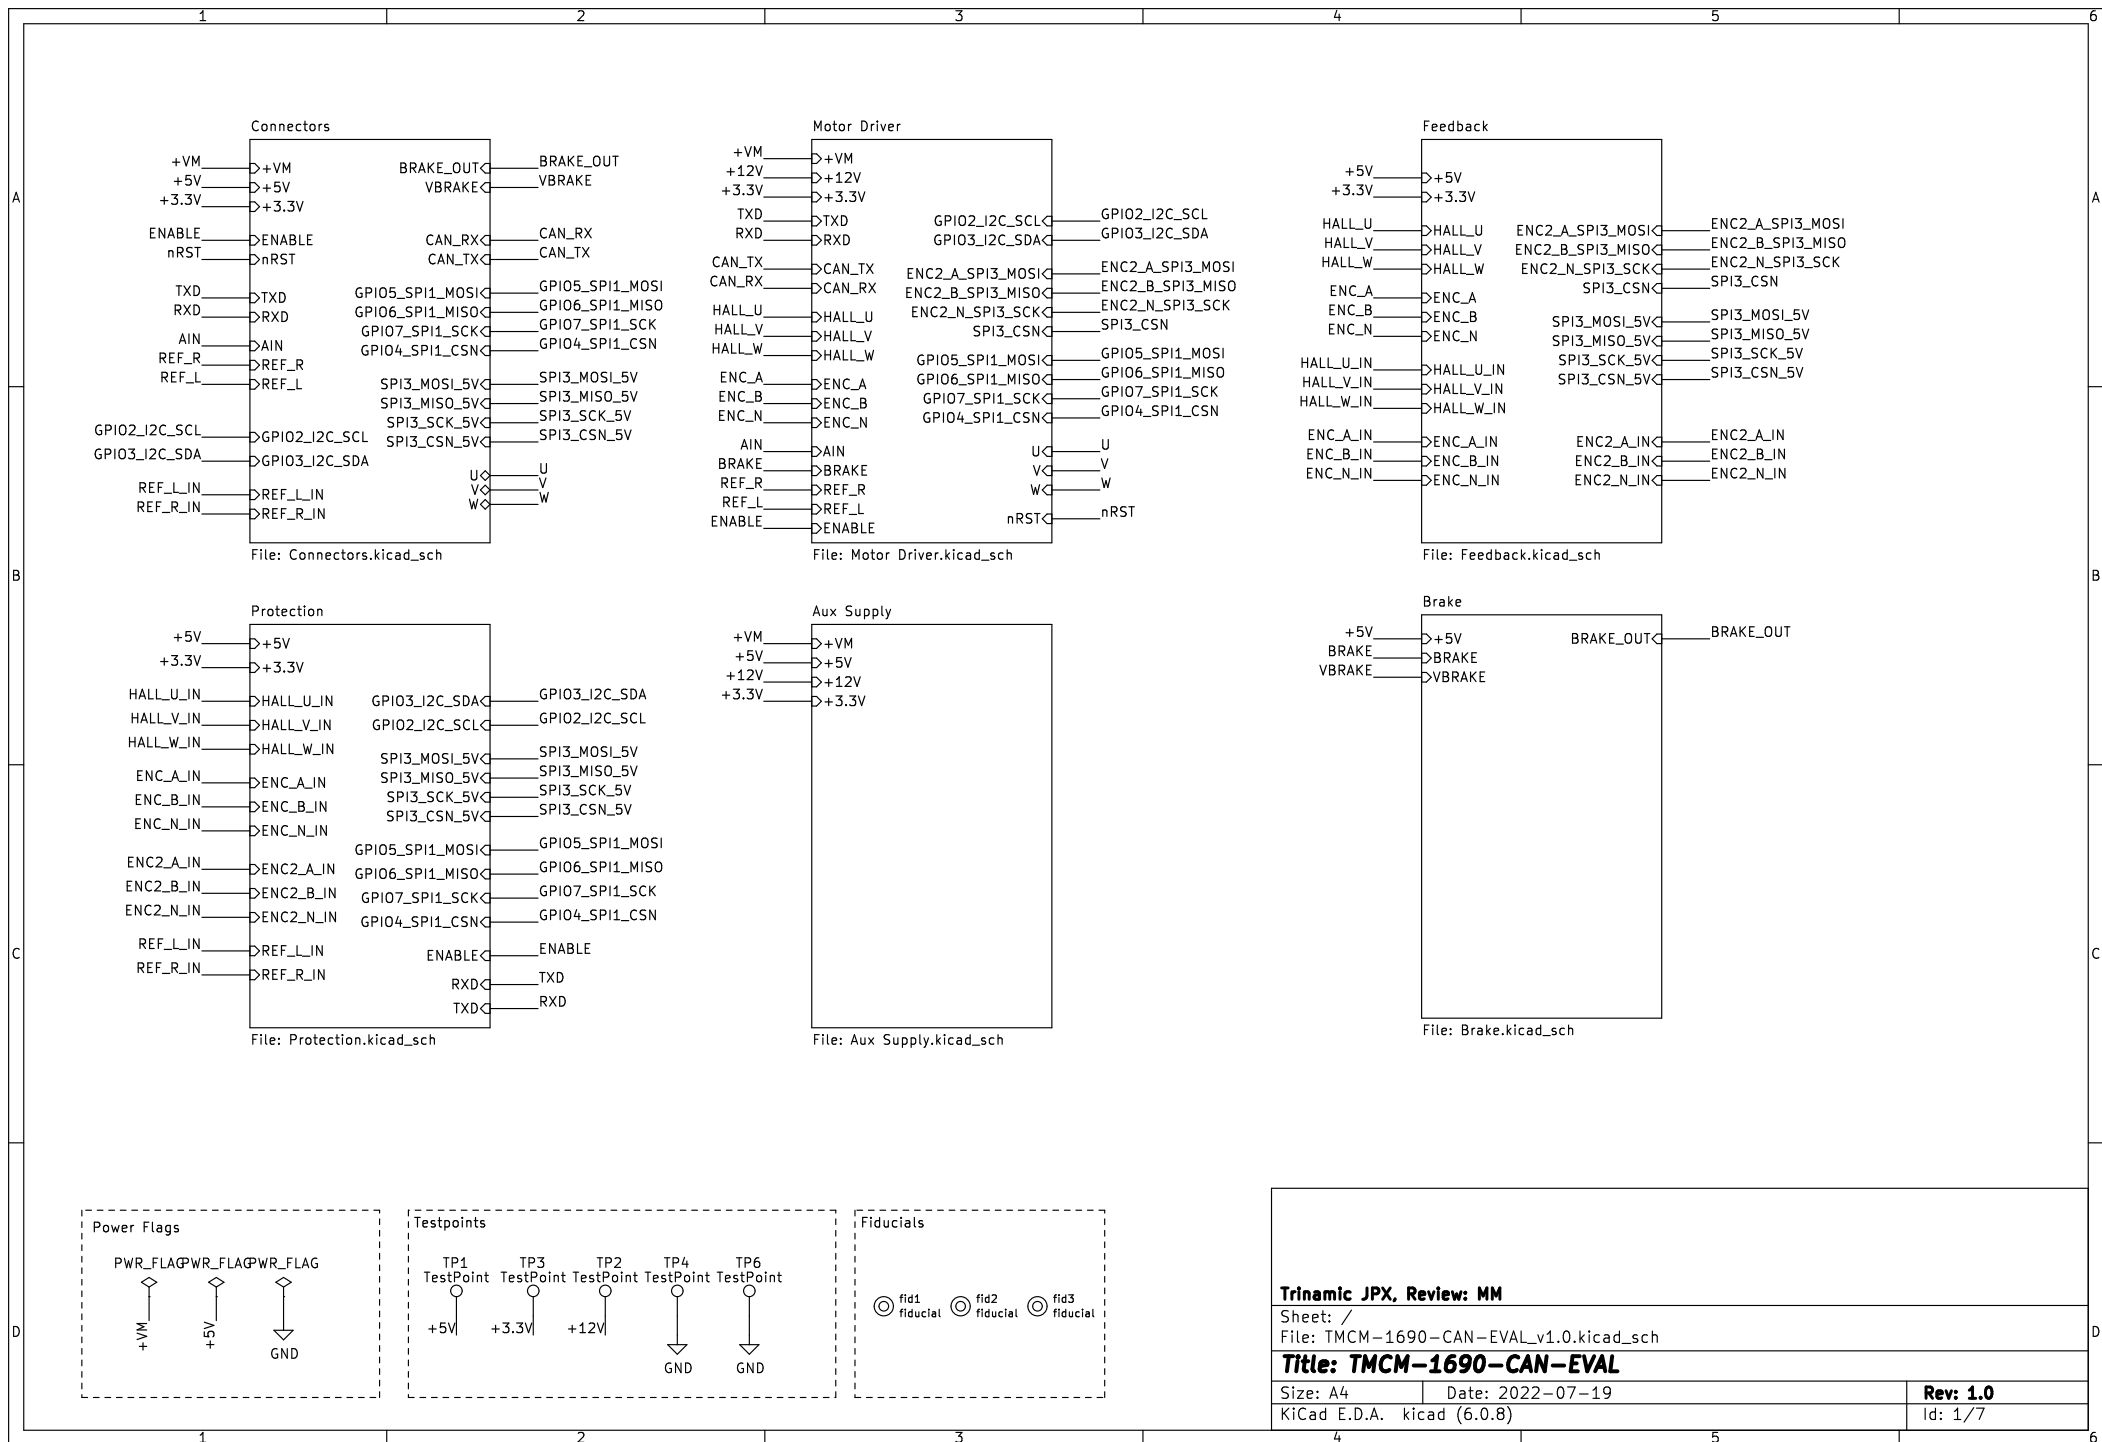 1 2 3 4 5 6
A
B
C
D
Connectors
+VM +VM BRAKE_OUT BRAKE_OUT
+5V +5V VBRAKE VBRAKE
+3.3V +3.3V
ENABLE ENABLE CAN_RX CAN_RX
nRST nRST CAN_TX CAN_TX
TXD TXD GPIO5_SPI1_MOSI GPIO5_SPI1_MOSI
RXD RXD GPIO6_SPI1_MISO GPIO6_SPI1_MISO
GPIO7_SPI1_SCK GPIO7_SPI1_SCK
AIN AIN GPIO4_SPI1_CSN GPIO4_SPI1_CSN
REF_R REF_R
REF_L REF_L SPI3_MOSI_5V SPI3_MOSI_5V
SPI3_MISO_5V SPI3_MISO_5V
SPI3_SCK_5V SPI3_SCK_5V
GPIO2_I2C_SCL GPIO2_I2C_SCL SPI3_CSN_5V SPI3_CSN_5V
GPIO3_I2C_SDA GPIO3_I2C_SDA
U U
REF_L_IN REF_L_IN V V
REF_R_IN REF_R_IN W W
File: Connectors.kicad_sch
Motor Driver
+VM +VM
+12V +12V
+3.3V +3.3V
TXD TXD GPIO2_I2C_SCL GPIO2_I2C_SCL
RXD RXD GPIO3_I2C_SDA GPIO3_I2C_SDA
CAN_TX CAN_TX ENC2_A_SPI3_MOSI ENC2_A_SPI3_MOSI
CAN_RX CAN_RX ENC2_B_SPI3_MISO ENC2_B_SPI3_MISO
HALL_U HALL_U ENC2_N_SPI3_SCK ENC2_N_SPI3_SCK
HALL_V HALL_V SPI3_CSN SPI3_CSN
HALL_W HALL_W GPIO5_SPI1_MOSI GPIO5_SPI1_MOSI
ENC_A ENC_A GPIO6_SPI1_MISO GPIO6_SPI1_MISO
ENC_B ENC_B GPIO7_SPI1_SCK GPIO7_SPI1_SCK
ENC_N ENC_N GPIO4_SPI1_CSN GPIO4_SPI1_CSN
AIN AIN U U
BRAKE BRAKE V V
REF_R REF_R W W
REF_L REF_L
ENABLE ENABLE nRST nRST
File: Motor Driver.kicad_sch
Feedback
+5V +5V
+3.3V +3.3V
HALL_U HALL_U ENC2_A_SPI3_MOSI ENC2_A_SPI3_MOSI
HALL_V HALL_V ENC2_B_SPI3_MISO ENC2_B_SPI3_MISO
HALL_W HALL_W ENC2_N_SPI3_SCK ENC2_N_SPI3_SCK
SPI3_CSN SPI3_CSN
ENC_A ENC_A
ENC_B ENC_B SPI3_MOSI_5V SPI3_MOSI_5V
ENC_N ENC_N SPI3_MISO_5V SPI3_MISO_5V
SPI3_SCK_5V SPI3_SCK_5V
HALL_U_IN HALL_U_IN SPI3_CSN_5V SPI3_CSN_5V
HALL_V_IN HALL_V_IN
HALL_W_IN HALL_W_IN
ENC_A_IN ENC_A_IN ENC2_A_IN ENC2_A_IN
ENC_B_IN ENC_B_IN ENC2_B_IN ENC2_B_IN
ENC_N_IN ENC_N_IN ENC2_N_IN ENC2_N_IN
File: Feedback.kicad_sch
Protection
+5V +5V
+3.3V +3.3V
HALL_U_IN HALL_U_IN GPIO3_I2C_SDA GPIO3_I2C_SDA
HALL_V_IN HALL_V_IN GPIO2_I2C_SCL GPIO2_I2C_SCL
HALL_W_IN HALL_W_IN SPI3_MOSI_5V SPI3_MOSI_5V
SPI3_MISO_5V SPI3_MISO_5V
ENC_A_IN ENC_A_IN SPI3_SCK_5V SPI3_SCK_5V
ENC_B_IN ENC_B_IN SPI3_CSN_5V SPI3_CSN_5V
ENC_N_IN ENC_N_IN
GPIO5_SPI1_MOSI GPIO5_SPI1_MOSI
ENC2_A_IN ENC2_A_IN GPIO6_SPI1_MISO GPIO6_SPI1_MISO
ENC2_B_IN ENC2_B_IN GPIO7_SPI1_SCK GPIO7_SPI1_SCK
ENC2_N_IN ENC2_N_IN GPIO4_SPI1_CSN GPIO4_SPI1_CSN
REF_L_IN REF_L_IN ENABLE ENABLE
REF_R_IN REF_R_IN RXD TXD
TXD RXD
File: Protection.kicad_sch
Aux Supply
+VM +VM
+5V +5V
+12V +12V
+3.3V +3.3V
File: Aux Supply.kicad_sch
Brake
+5V +5V BRAKE_OUT BRAKE_OUT
BRAKE BRAKE
VBRAKE VBRAKE
File: Brake.kicad_sch
A
B
C
D
Power Flags
PWR_FLAG PWR_FLAG PWR_FLAG
+VM +5V GND
Testpoints
TP1 TP3 TP2 TP4 TP6
TestPoint TestPoint TestPoint TestPoint TestPoint
+5V +3.3V +12V GND GND
Fiducials
fid1 fid2 fid3
fiducial fiducial fiducial
Trinamic JPX, Review: MM
Sheet: /
File: TMCM-1690-CAN-EVAL_v1.0.kicad_sch
Title: TMCM-1690-CAN-EVAL
Size: A4 Date: 2022-07-19 Rev: 1.0
KiCad E.D.A. kicad (6.0.8) Id: 1/7
1 2 3 4 5 6